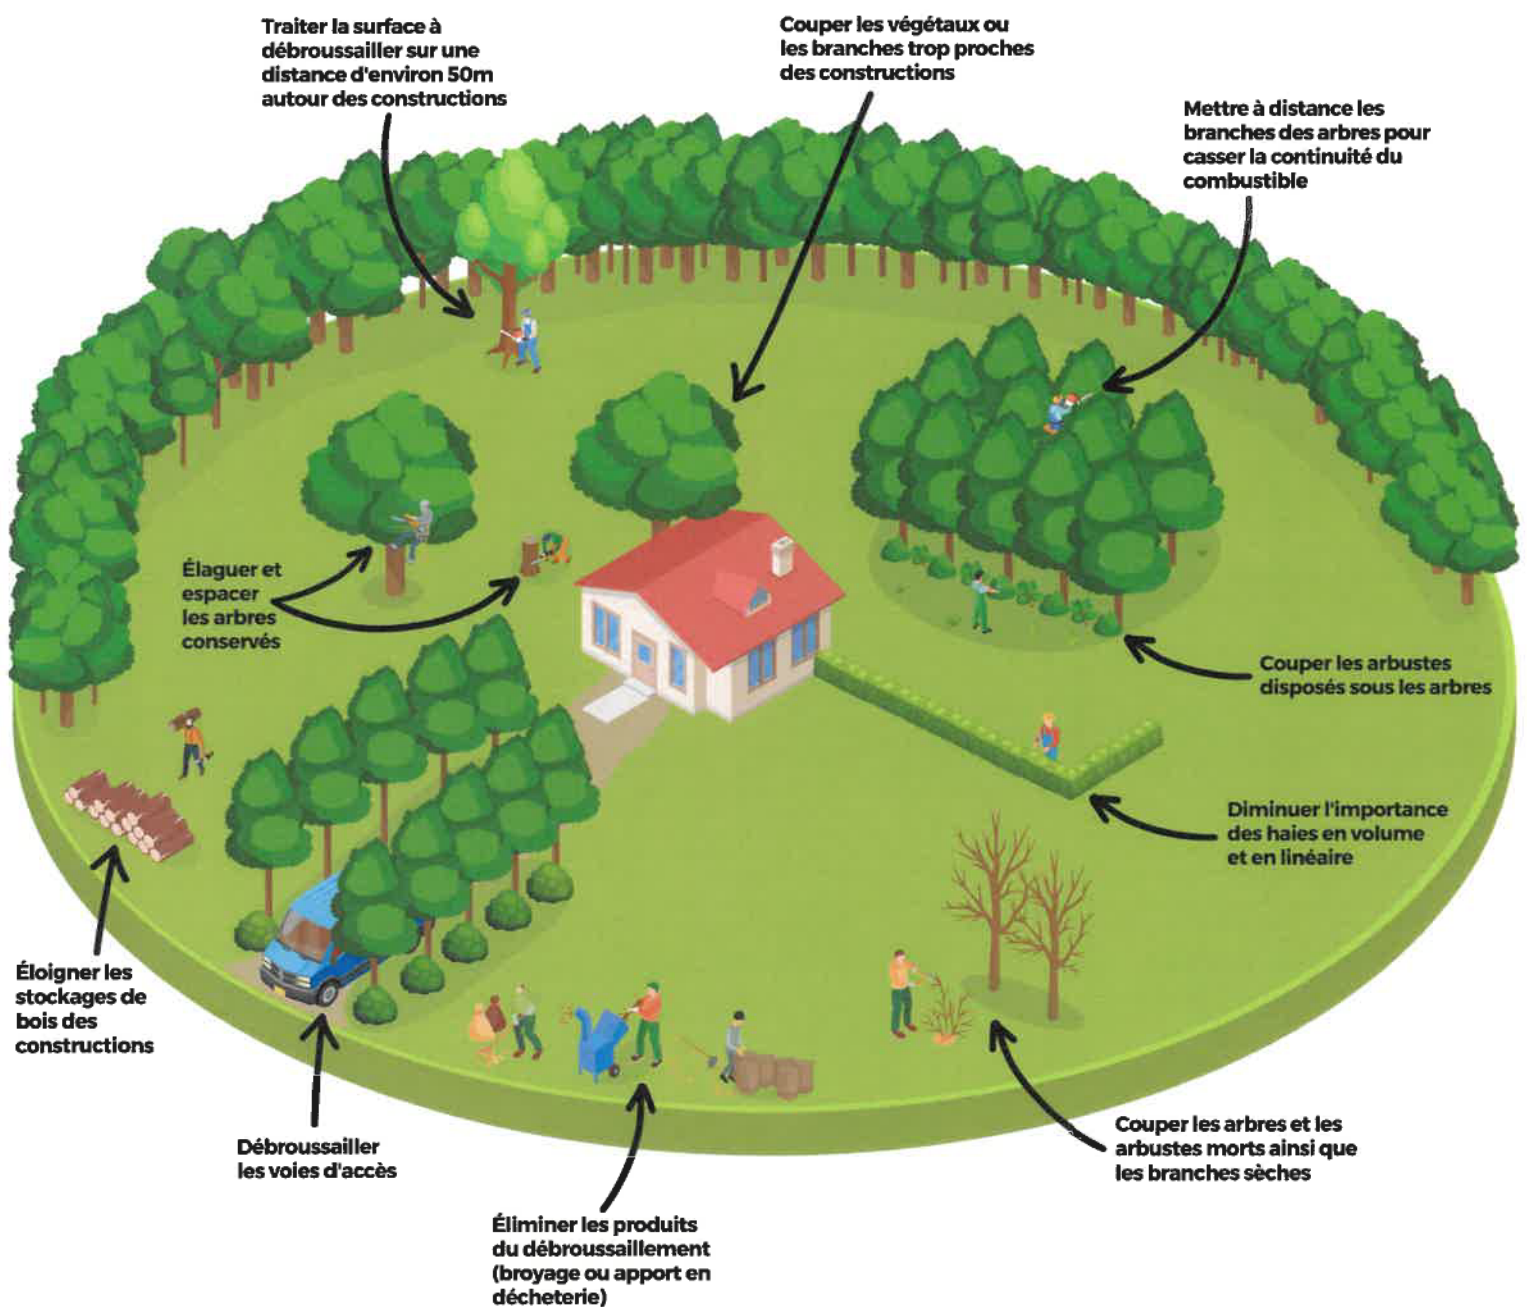 Traiter la surface à
débroussailler sur une
distance d'environ 50m
autour des constructions
Couper les végétaux ou
les branches trop proches
des constructions
Mettre à distance les
branches des arbres pour
casser la continuité du
combustible
Élaguer et
espacer
les arbres
conservés
Couper les arbustes
disposés sous les arbres
Diminuer l'importance
des haies en volume
et en linéaire
Éloigner les
stockages de
bois des
constructions
Débroussailler
les voies d'accès
Éliminer les produits
du débroussaillement
(broyage ou apport en
décheterie)
Couper les arbres et les
arbustes morts ainsi que
les branches sèches